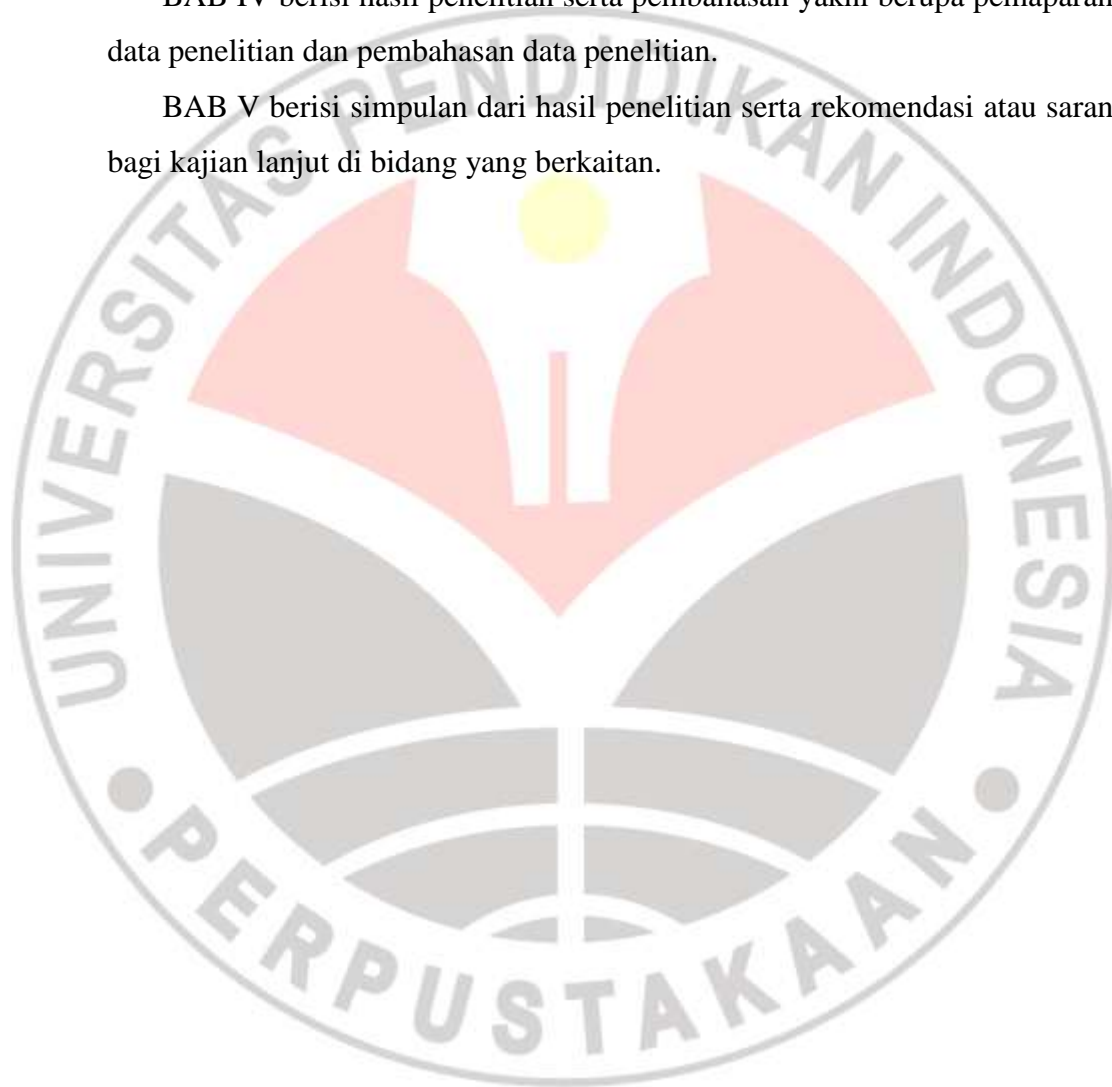 BAB IV berisi hasil penelitian serta pembahasan yakni berupa pemaparan
data penelitian dan pembahasan data penelitian.
BAB V berisi simpulan dari hasil penelitian serta rekomendasi atau saran
bagi kajian lanjut di bidang yang berkaitan.
UNIVERSITAS PENDIDIKAN INDONESIA
PERPUSTAKAAN